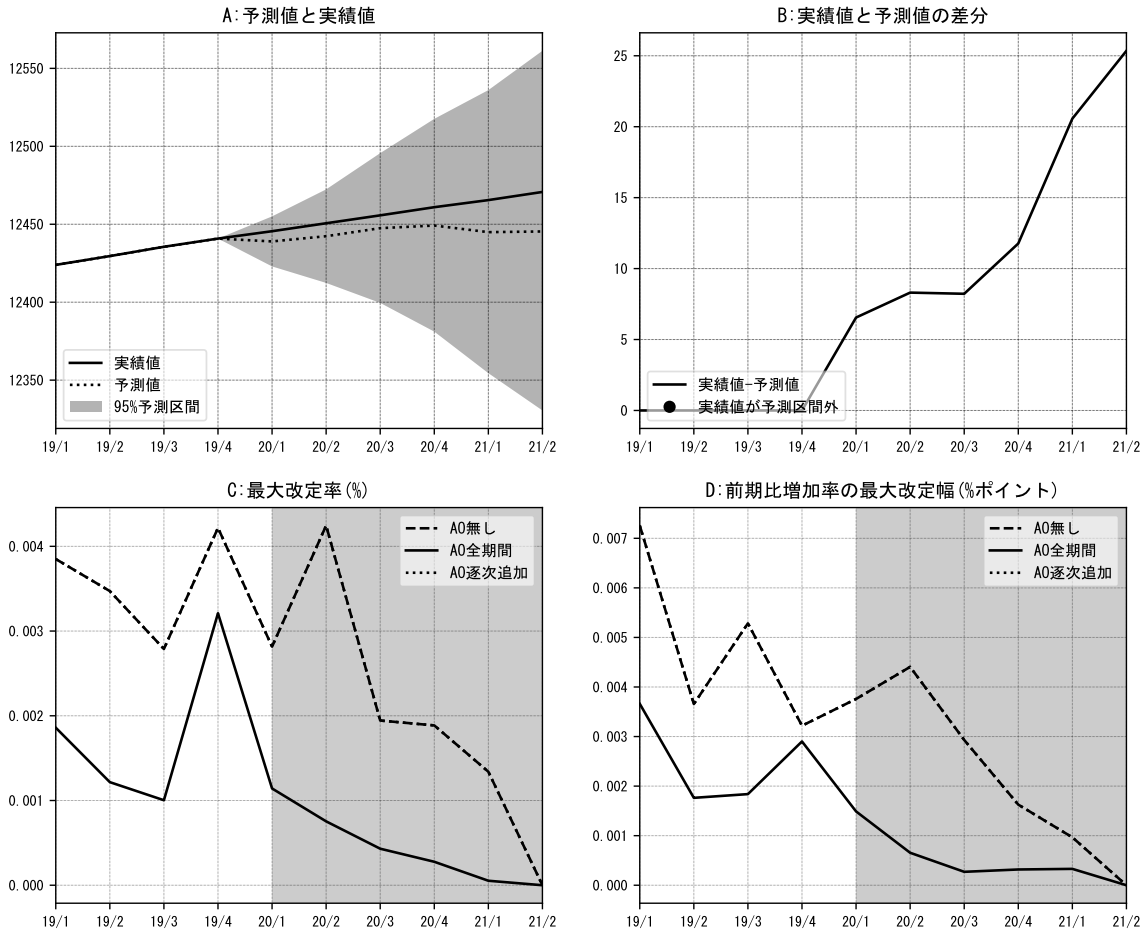 A:予測値と実績値
12550
12500
12450
12400
12350
実績値
予測値
95%予測区間
19/1 19/2 19/3 19/4 20/1 20/2 20/3 20/4 21/1 21/2
B:実績値と予測値の差分
25
20
15
10
5
0
実績値-予測値
実績値が予測区間外
19/1 19/2 19/3 19/4 20/1 20/2 20/3 20/4 21/1 21/2
C:最大改定率(%)
0.004
0.003
0.002
0.001
0.000
AO無し
AO全期間
AO逐次追加
19/1 19/2 19/3 19/4 20/1 20/2 20/3 20/4 21/1 21/2
D:前期比増加率の最大改定幅(%ポイント)
0.007
0.006
0.005
0.004
0.003
0.002
0.001
0.000
AO無し
AO全期間
AO逐次追加
19/1 19/2 19/3 19/4 20/1 20/2 20/3 20/4 21/1 21/2